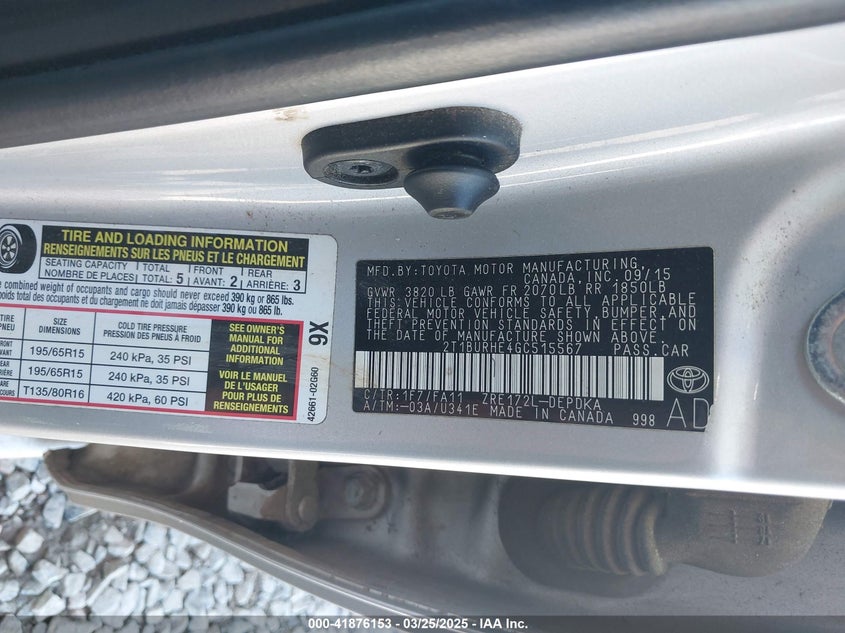 TIRE AND LOADING INFORMATION
RENSEIGNEMENTS SUR LES PNEUS ET LE CHARGEMENT
SEATING CAPACITY TOTAL FRONT REAR
NOMBRE DE PLACES TOTAL: 5 AVANT: 2 ARRIÈRE: 3
combined weight of occupants and cargo should never exceed 390 kg or 865 lbs.
poids total des occupants et du chargement ne doit jamais dépasser 390 kg or 865 lb.
SIZE COLD TIRE PRESSURE
PNEU DIMENSIONS PRESSION DES PNEUS À FROID
195/65R15 240 kPa, 35 PSI
195/65R15 240 kPa, 35 PSI
T135/80R16 420 kPa, 60 PSI
SEE OWNER'S
MANUAL FOR
ADDITIONAL
INFORMATION
VOIR LE MANUEL
DE L'USAGER
POUR PLUS DE
RENSEIGNEMENTS
9X
42661-02G60
MFD.BY:TOYOTA MOTOR MANUFACTURING
CANADA, INC. 09/15
GVWR 3820 LB GAWR FR 2070LB RR 1850LB
THIS VEHICLE CONFORMS TO ALL APPLICABLE
FEDERAL MOTOR VEHICLE SAFETY, BUMPER, AND
THEFT PREVENTION STANDARDS IN EFFECT ON
THE DATE OF MANUFACTURE SHOWN ABOVE.
2T1BURHE4GC515567 PASS.CAR
C/TR:1F7/FA11 ZRE172L-DEPDKA
A/TM:-03A/U341E MADE IN CANADA 998
AD
TOYOTA
000-41876153 - 03/25/2025 - IAA Inc.